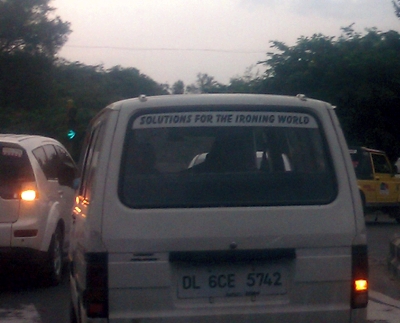 SOLUTIONS FOR THE IRONING WORLD
DL 6CE 5742